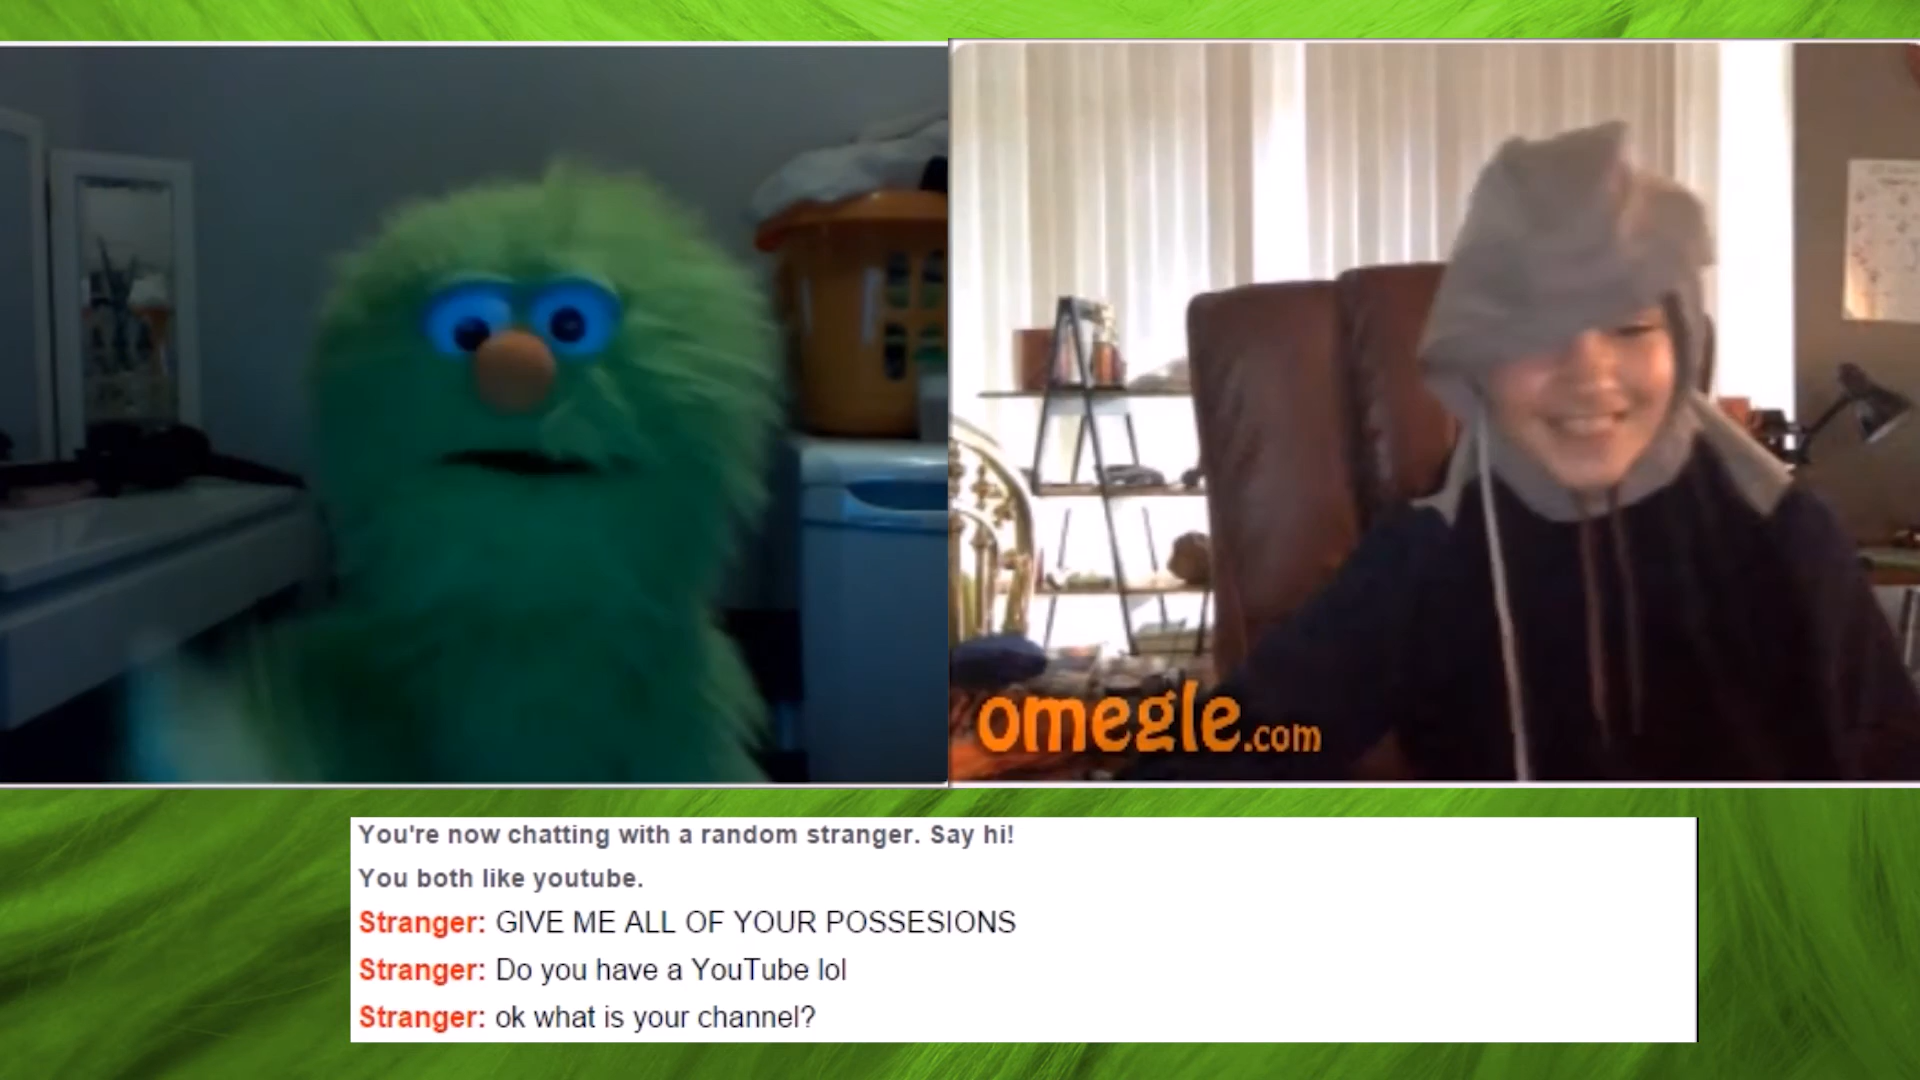 omegle.com
You're now chatting with a random stranger. Say hi!
You both like youtube.
Stranger: GIVE ME ALL OF YOUR POSSESIONS
Stranger: Do you have a YouTube lol
Stranger: ok what is your channel?